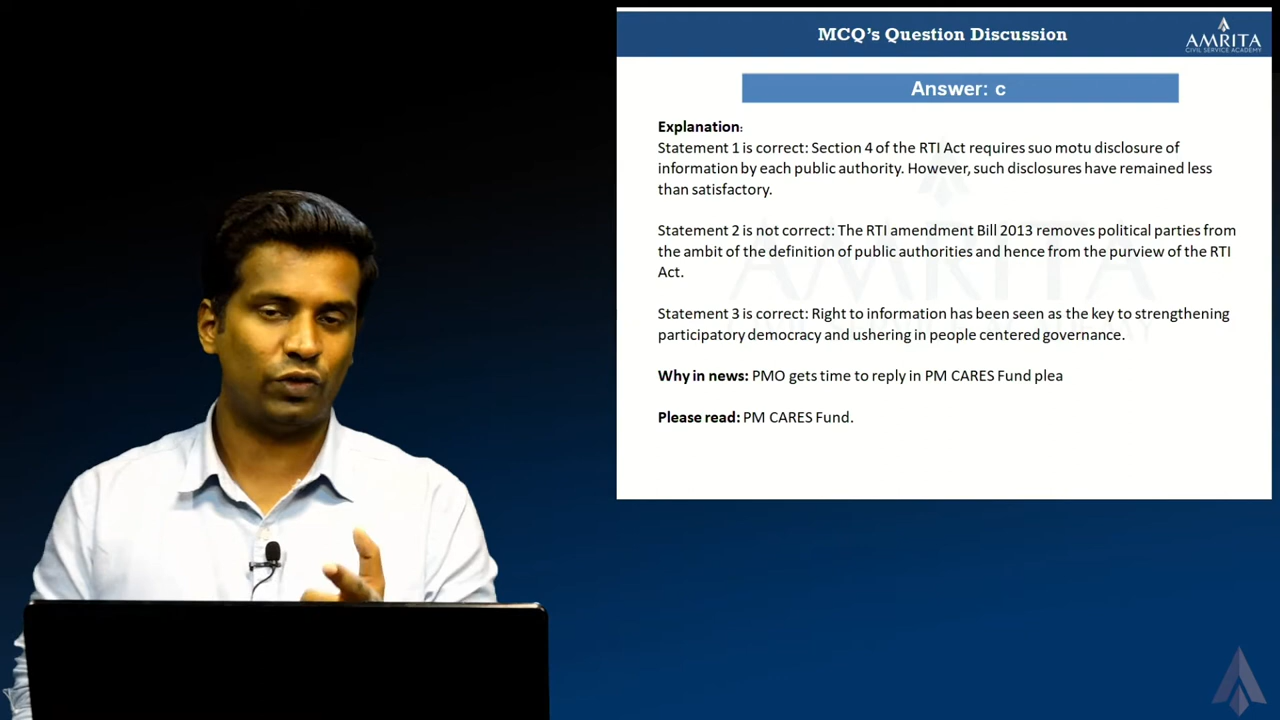 MCQ's Question Discussion
AMRITA
CIVIL SERVICE ACADEMY
Answer: c
Explanation:
Statement 1 is correct: Section 4 of the RTI Act requires suo motu disclosure of
information by each public authority. However, such disclosures have remained less
than satisfactory.
Statement 2 is not correct: The RTI amendment Bill 2013 removes political parties from
the ambit of the definition of public authorities and hence from the purview of the RTI
Act.
Statement 3 is correct: Right to information has been seen as the key to strengthening
participatory democracy and ushering in people centered governance.
Why in news: PMO gets time to reply in PM CARES Fund plea
Please read: PM CARES Fund.